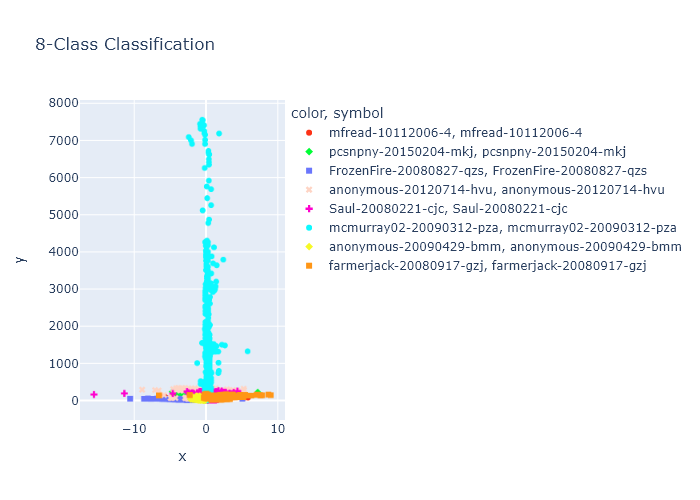 8-Class Classification
color, symbol
mfread-10112006-4, mfread-10112006-4
pcsnpny-20150204-mkj, pcsnpny-20150204-mkj
FrozenFire-20080827-qzs, FrozenFire-20080827-qzs
anonymous-20120714-hvu, anonymous-20120714-hvu
Saul-20080221-cjc, Saul-20080221-cjc
mcmurray02-20090312-pza, mcmurray02-20090312-pza
anonymous-20090429-bmm, anonymous-20090429-bmm
farmerjack-20080917-gzj, farmerjack-20080917-gzj
8000
7000
6000
5000
4000
3000
2000
1000
0
y
−10
0
10
x